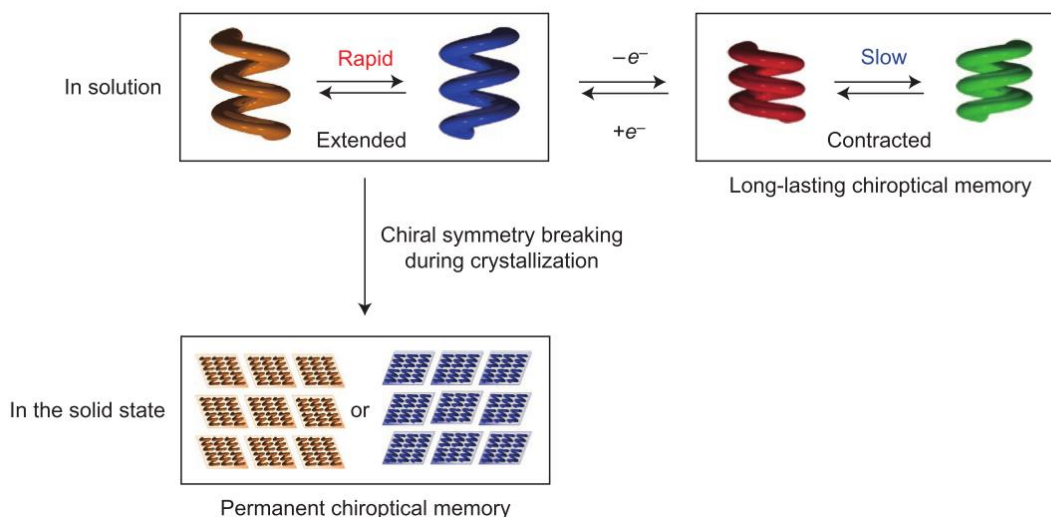 In solution
Rapid
Extended
−e⁻
+e⁻
Slow
Contracted
Long-lasting chiroptical memory
Chiral symmetry breaking
during crystallization
In the solid state
or
Permanent chiroptical memory